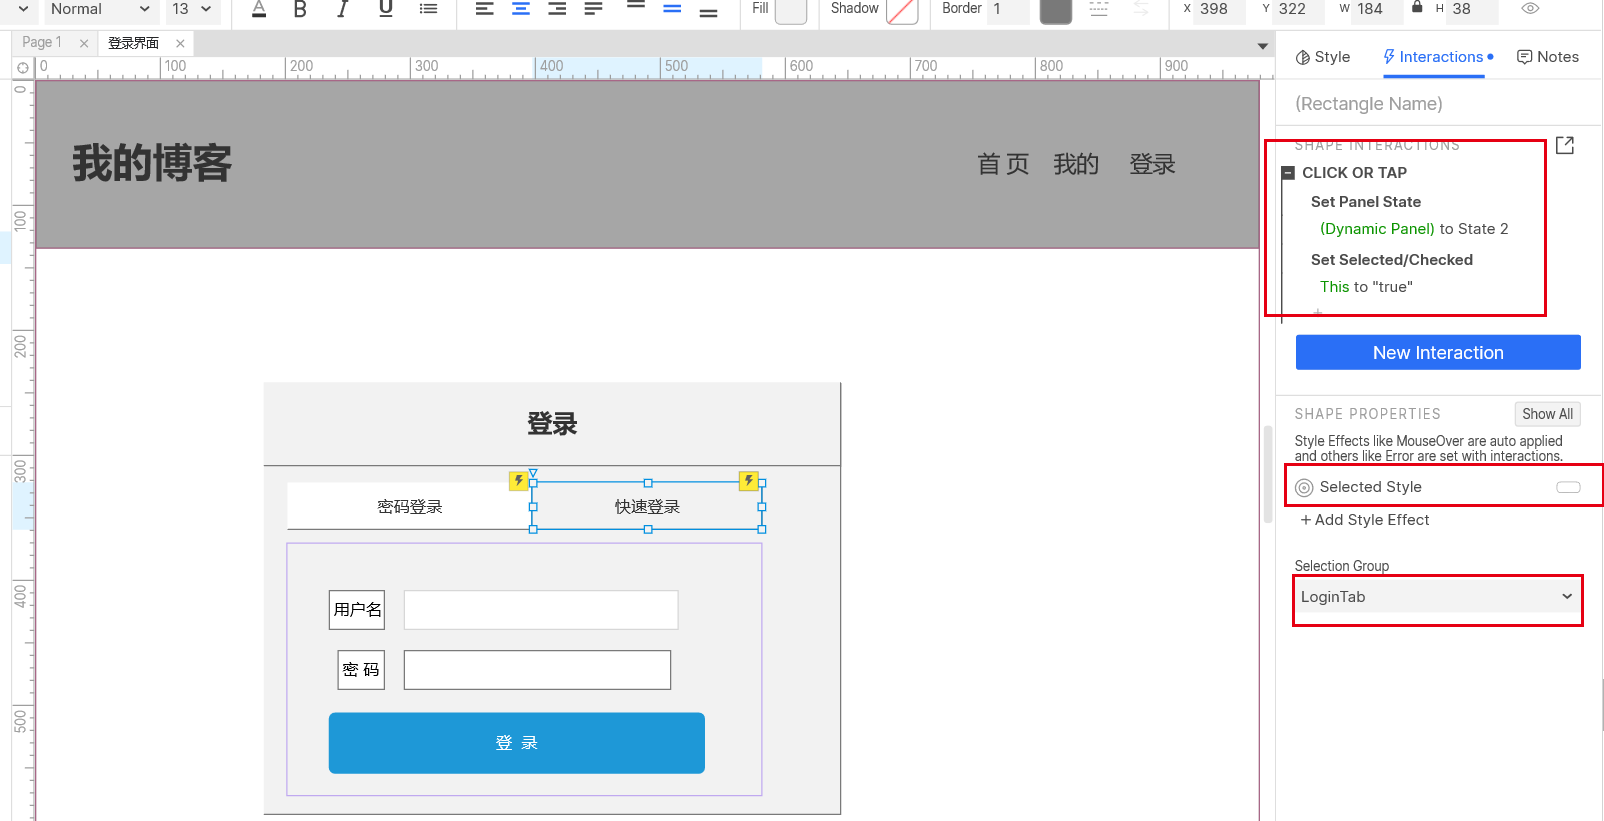 Normal 13 A B I U Fill Shadow Border 1 X 398 Y 322 W 184 H 38
Page 1 登录界面
0 100 200 300 400 500 600 700 800 900
Style Interactions Notes
(Rectangle Name)
SHAPE INTERACTIONS
CLICK OR TAP
Set Panel State
(Dynamic Panel) to State 2
Set Selected/Checked
This to "true"
New Interaction
SHAPE PROPERTIES Show All
Style Effects like MouseOver are auto applied
and others like Error are set with interactions.
Selected Style
+ Add Style Effect
Selection Group
LoginTab
0
100
200
300
400
500
我的博客 首 页 我的 登录
登录
密码登录 快速登录
用户名
密 码
登 录